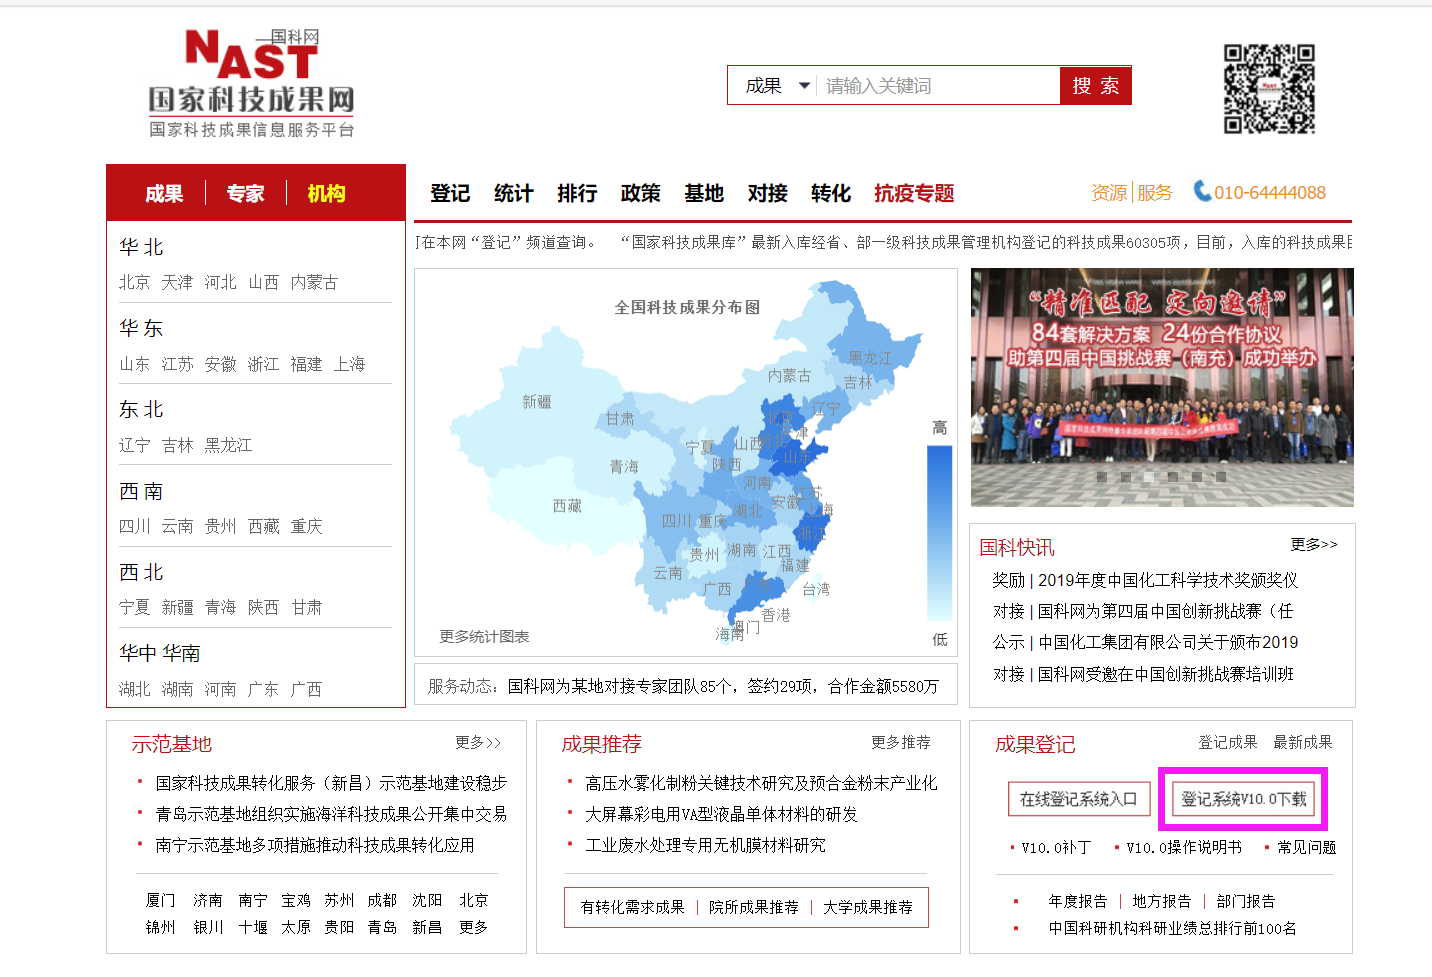 国科网
NAST
国家科技成果网
国家科技成果信息服务平台
成果 请输入关键词 搜 索
成果 专家 机构
登记 统计 排行 政策 基地 对接 转化 抗疫专题
资源 服务 010-64444088
在本网“登记”频道查询。 “国家科技成果库”最新入库经省、部一级科技成果管理机构登记的科技成果60305项，目前，入库的科技成果
华 北
北京 天津 河北 山西 内蒙古
华 东
山东 江苏 安徽 浙江 福建 上海
东 北
辽宁 吉林 黑龙江
西 南
四川 云南 贵州 西藏 重庆
西 北
宁夏 新疆 青海 陕西 甘肃
华中 华南
湖北 湖南 河南 广东 广西
全国科技成果分布图
黑龙江
内蒙古
吉林
新疆
辽宁
甘肃
北京
宁夏
山西
陕西
山东
青海
河南
西藏
安徽
江苏
湖北
四川
重庆
浙江
贵州
湖南
江西
福建
云南
广西
台湾
香港
澳门
海南
高
低
更多统计图表
服务动态：国科网为某地对接专家团队85个，签约29项，合作金额5580万
“精准匹配 定向邀请”
84套解决方案 24份合作协议
助第四届中国挑战赛（南充）成功举办
国科快讯 更多>>
奖励 | 2019年度中国化工科学技术奖颁奖仪
对接 | 国科网为第四届中国创新挑战赛（任
公示 | 中国化工集团有限公司关于颁布2019
对接 | 国科网受邀在中国创新挑战赛培训班
示范基地 更多>>
国家科技成果转化服务（新昌）示范基地建设稳步
青岛示范基地组织实施海洋科技成果公开集中交易
南宁示范基地多项措施推动科技成果转化应用
厦门 济南 南宁 宝鸡 苏州 成都 沈阳 北京
锦州 银川 十堰 太原 贵阳 青岛 新昌 更多
成果推荐 更多推荐
高压水雾化制粉关键技术研究及预合金粉末产业化
大屏幕彩电用VA型液晶单体材料的研发
工业废水处理专用无机膜材料研究
有转化需求成果 | 院所成果推荐 | 大学成果推荐
成果登记 登记成果 最新成果
在线登记系统入口 登记系统V10.0下载
V10.0补丁 V10.0操作说明书 常见问题
年度报告 | 地方报告 | 部门报告
中国科研机构科研业绩总排行前100名